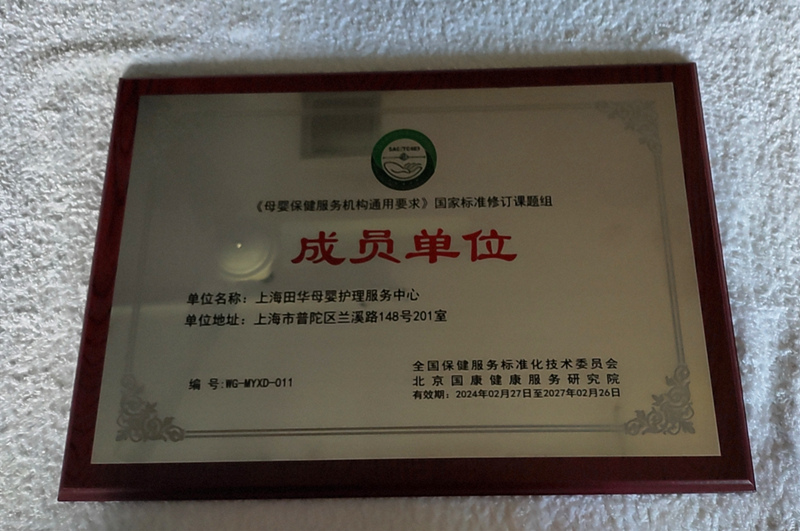 《母婴保健服务机构通用要求》国家标准修订课题组
成员单位
单位名称：上海田华母婴护理服务中心
单位地址：上海市普陀区兰溪路148号201室
编 号:WG-MYXD-011
全国保健服务标准化技术委员会
北京国康健康服务研究院
有效期：2024年02月27日至2027年02月26日